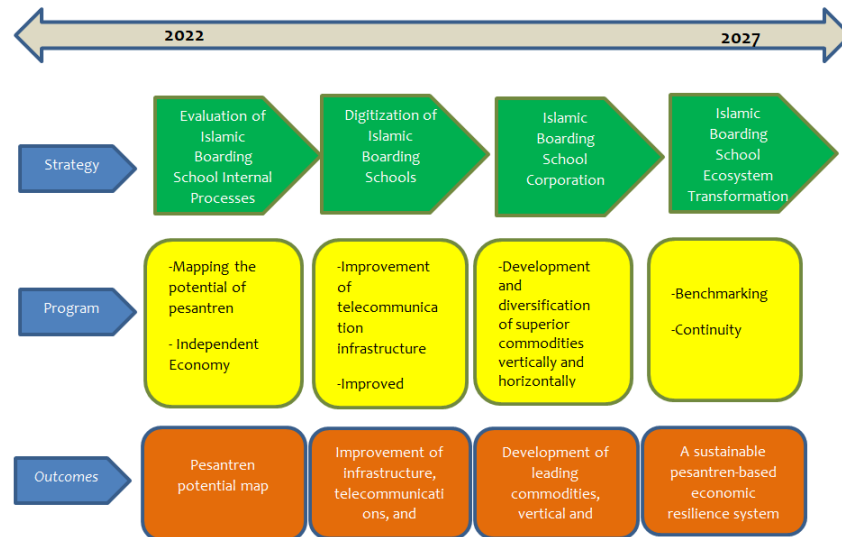 2022
2027
Strategy
Evaluation of
Islamic
Boarding
School Internal
Processes
Digitization of
Islamic
Boarding
Schools
Islamic
Boarding
School
Corporation
Islamic
Boarding
School
Ecosystem
Transformation
Program
-Mapping the
potential of
pesantren
- Independent
Economy
-Improvement
of
telecommunica
tion
infrastructure
-Improved
-Development
and
diversification
of superior
commodities
vertically and
horizontally
-Benchmarking
-Continuity
Outcomes
Pesantren
potential map
Improvement of
infrastructure,
telecommunicati
ons, and
Development of
leading
commodities,
vertical and
A sustainable
pesantren-based
economic
resilience system